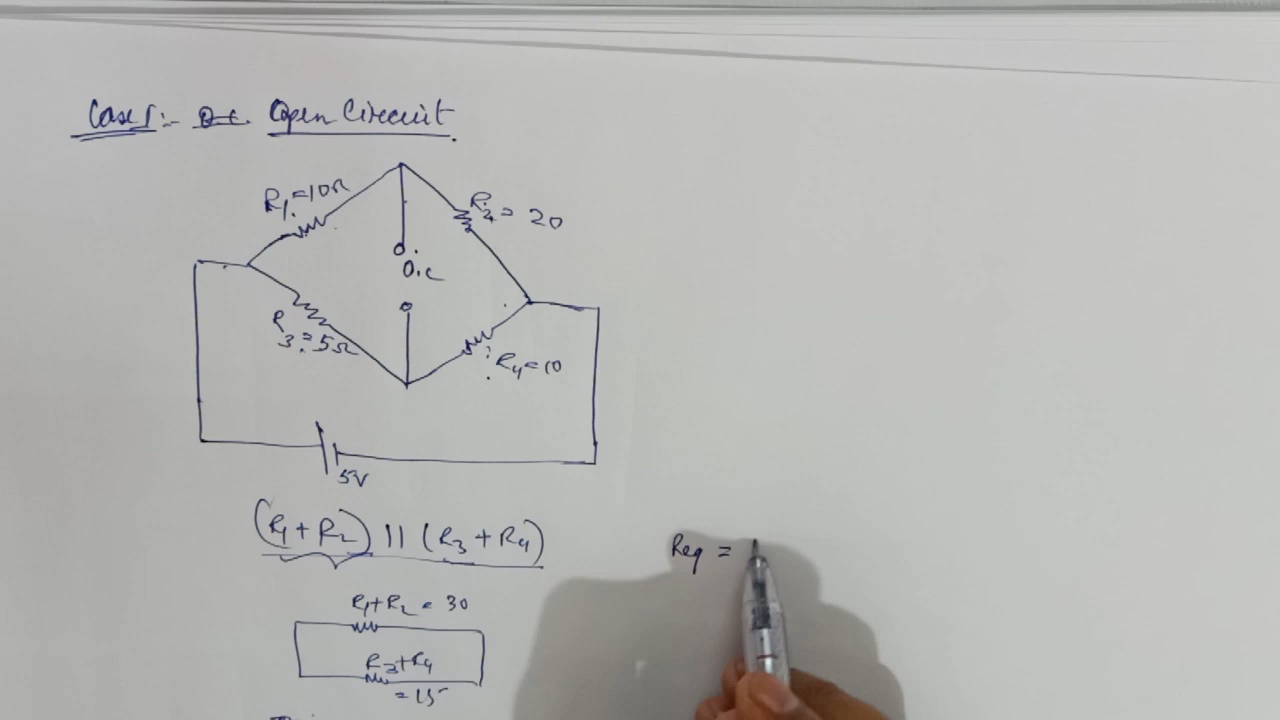 Case1:- Open Circuit
R1=10Ω
R2=20
O.C
R3=5Ω
R4=10
5V
(R1+R2) || (R3+R4)
Req =
R1+R2 = 30
R3+R4
=15